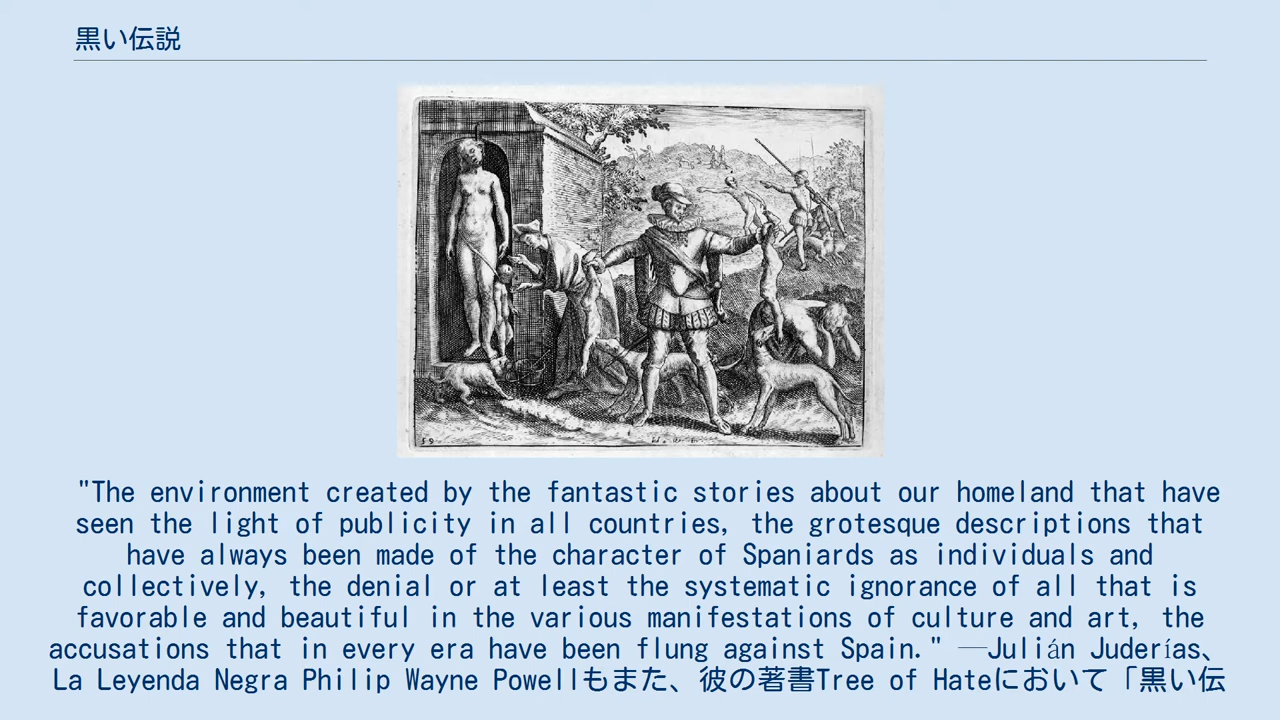 黒い伝説
"The environment created by the fantastic stories about our homeland that have
seen the light of publicity in all countries, the grotesque descriptions that
have always been made of the character of Spaniards as individuals and
collectively, the denial or at least the systematic ignorance of all that is
favorable and beautiful in the various manifestations of culture and art, the
accusations that in every era have been flung against Spain." ―Julián Juderías、
La Leyenda Negra Philip Wayne Powellもまた、彼の著書Tree of Hateにおいて「黒い伝